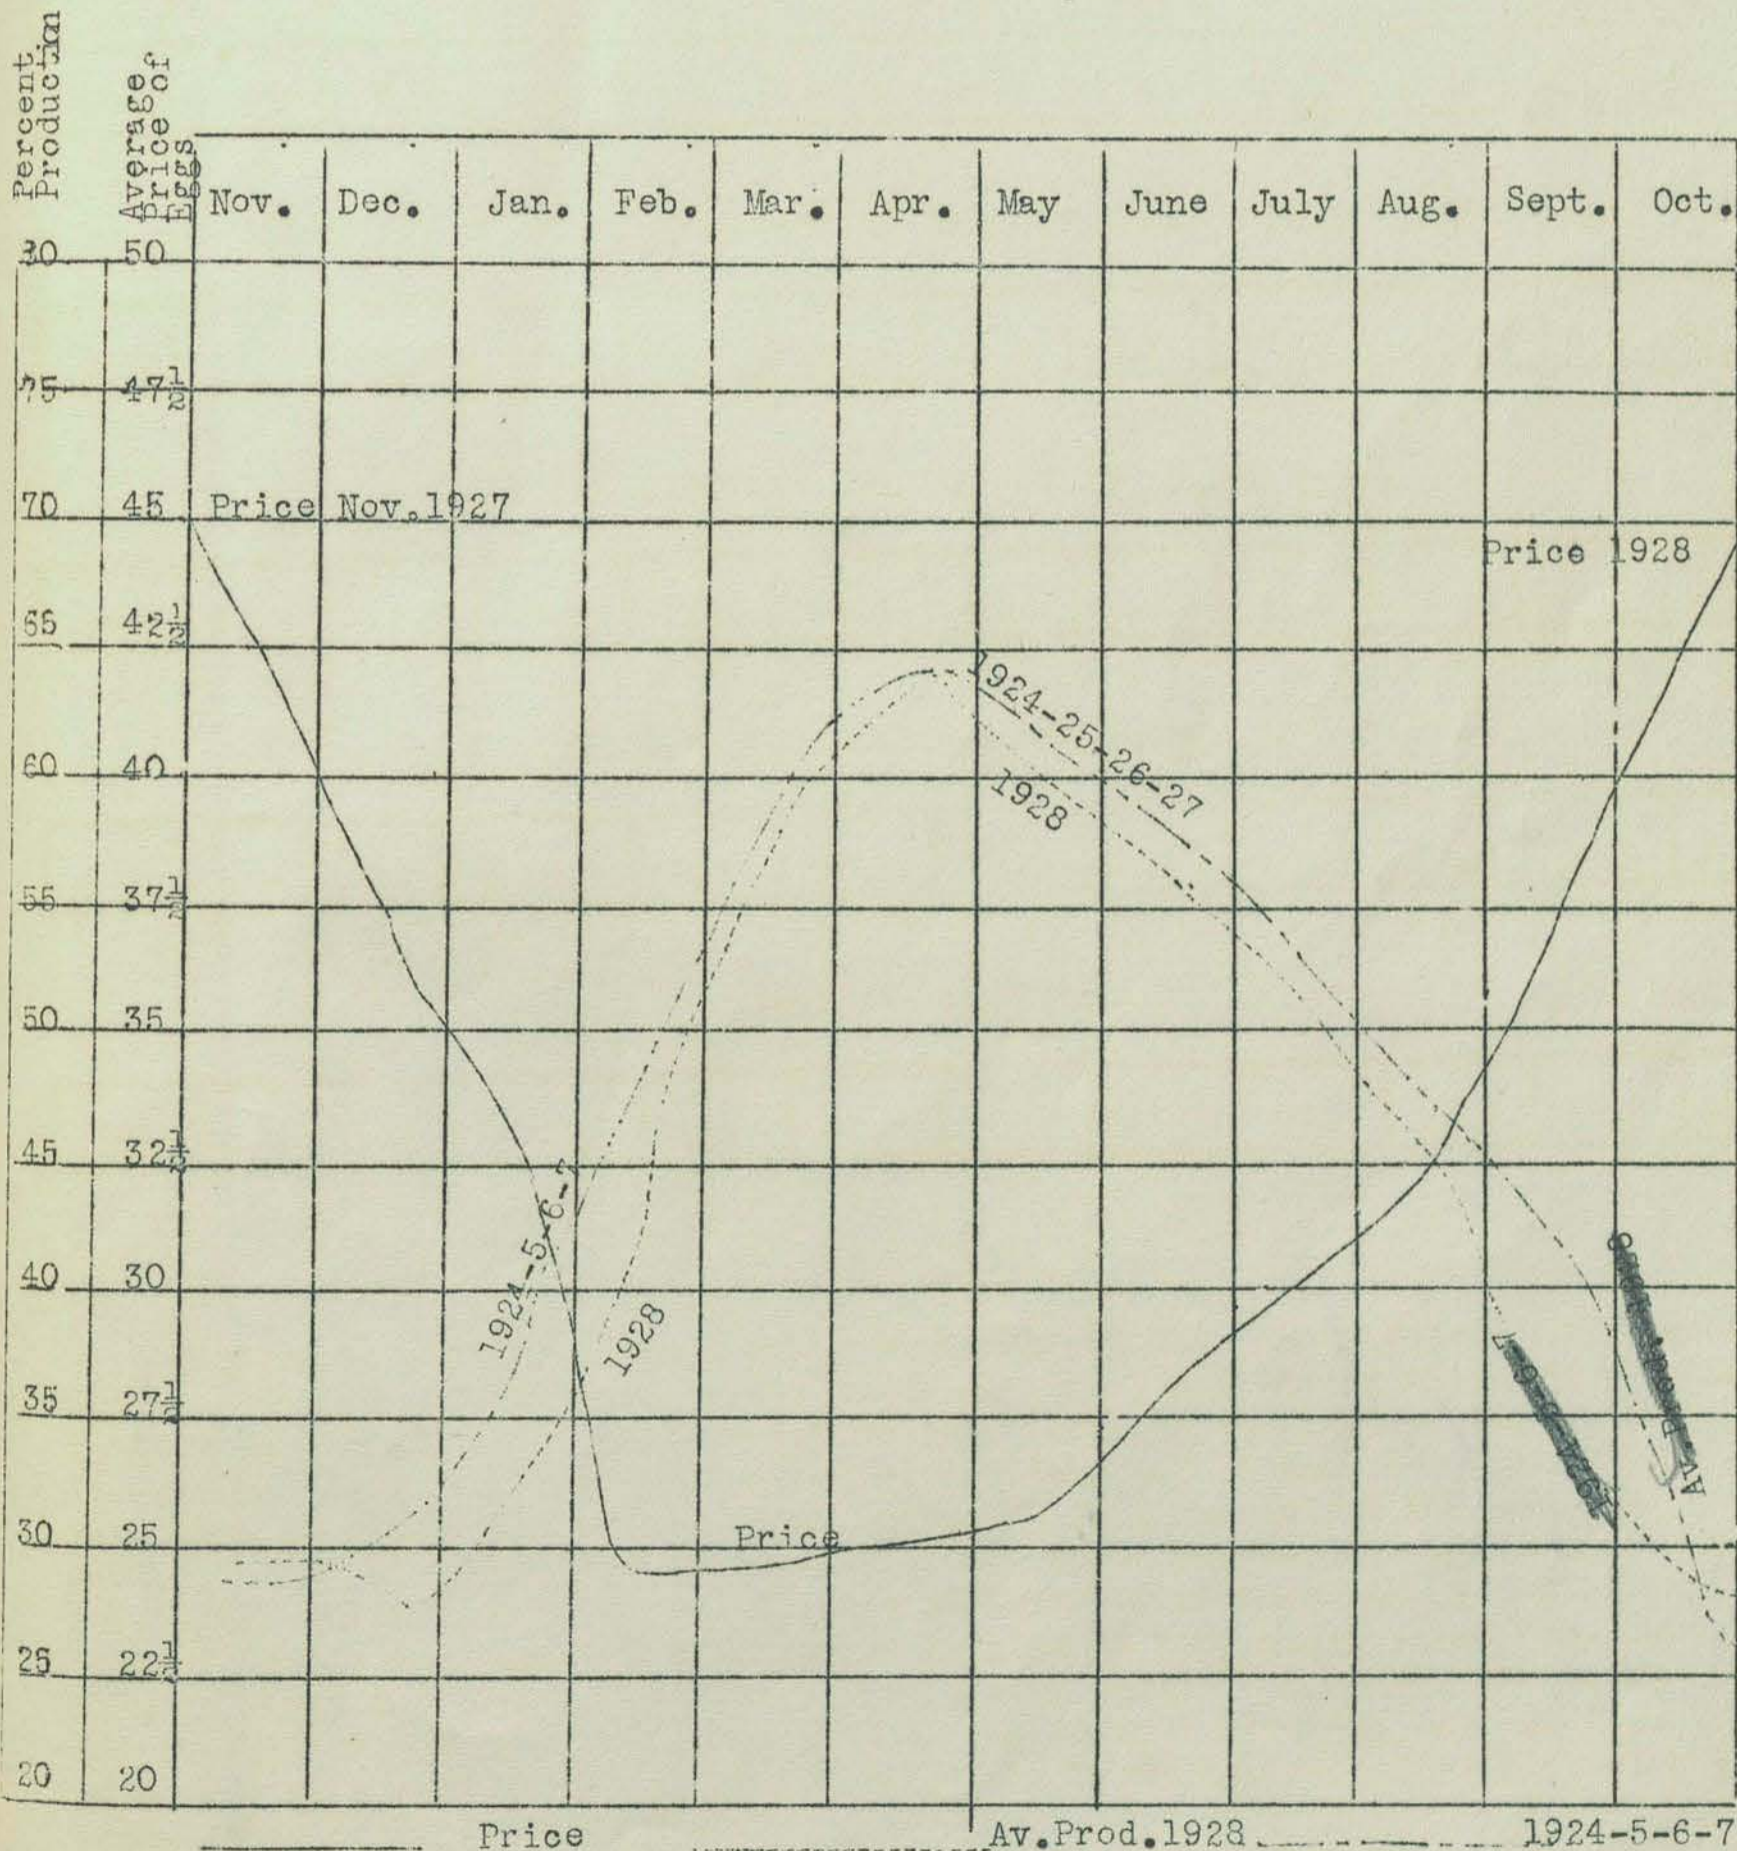 Percent
Production
Average
Price of
Eggs
Nov. Dec. Jan. Feb. Mar. Apr. May June July Aug. Sept. Oct.
80 50
75 47½
70 45 Price Nov.1927
Price 1928
65 42½
1924-25-26-27
60 40
1928
55 37½
50 35
45 32½
1924-5-6-7
40 30
1928
35 27½
30 25
Price
25 22½
20 20
Price Av.Prod.1928 1924-5-6-7